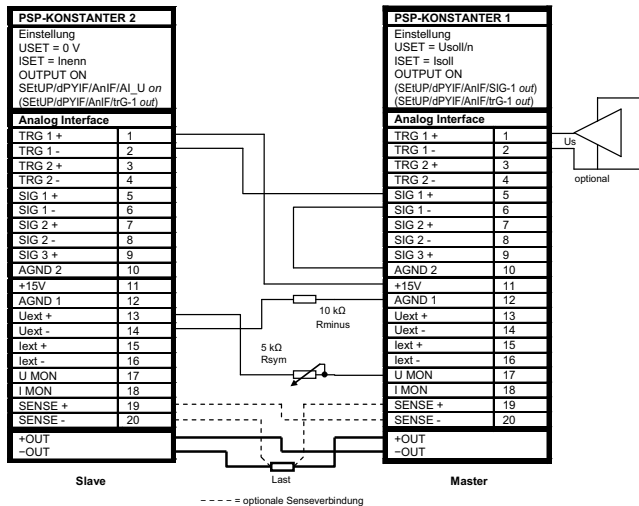 PSP-KONSTANTER 2
Einstellung
USET = 0 V
ISET = Inenn
OUTPUT ON
SEtUP/dPYIF/AnIF/AI_U on
(SEtUP/dPYIF/AnIF/trG-1 out)
Analog Interface
TRG 1 + 1
TRG 1 - 2
TRG 2 + 3
TRG 2 - 4
SIG 1 + 5
SIG 1 - 6
SIG 2 + 7
SIG 2 - 8
SIG 3 + 9
AGND 2 10
+15V 11
AGND 1 12
Uext + 13
Uext - 14
Iext + 15
Iext - 16
U MON 17
I MON 18
SENSE + 19
SENSE - 20
+OUT
−OUT
Slave
PSP-KONSTANTER 1
Einstellung
USET = Usoll/n
ISET = Isoll
OUTPUT ON
(SEtUP/dPYIF/AnIF/SIG-1 out)
(SEtUP/dPYIF/AnIF/trG-1 out)
Analog Interface
TRG 1 + 1
TRG 1 - 2
TRG 2 + 3
TRG 2 - 4
SIG 1 + 5
SIG 1 - 6
SIG 2 + 7
SIG 2 - 8
SIG 3 + 9
AGND 2 10
+15V 11
AGND 1 12
Uext + 13
Uext - 14
Iext + 15
Iext - 16
U MON 17
I MON 18
SENSE + 19
SENSE - 20
+OUT
−OUT
Master
Us
optional
10 kΩ
Rminus
5 kΩ
Rsym
Last
- - - - - = optionale Senseverbindung